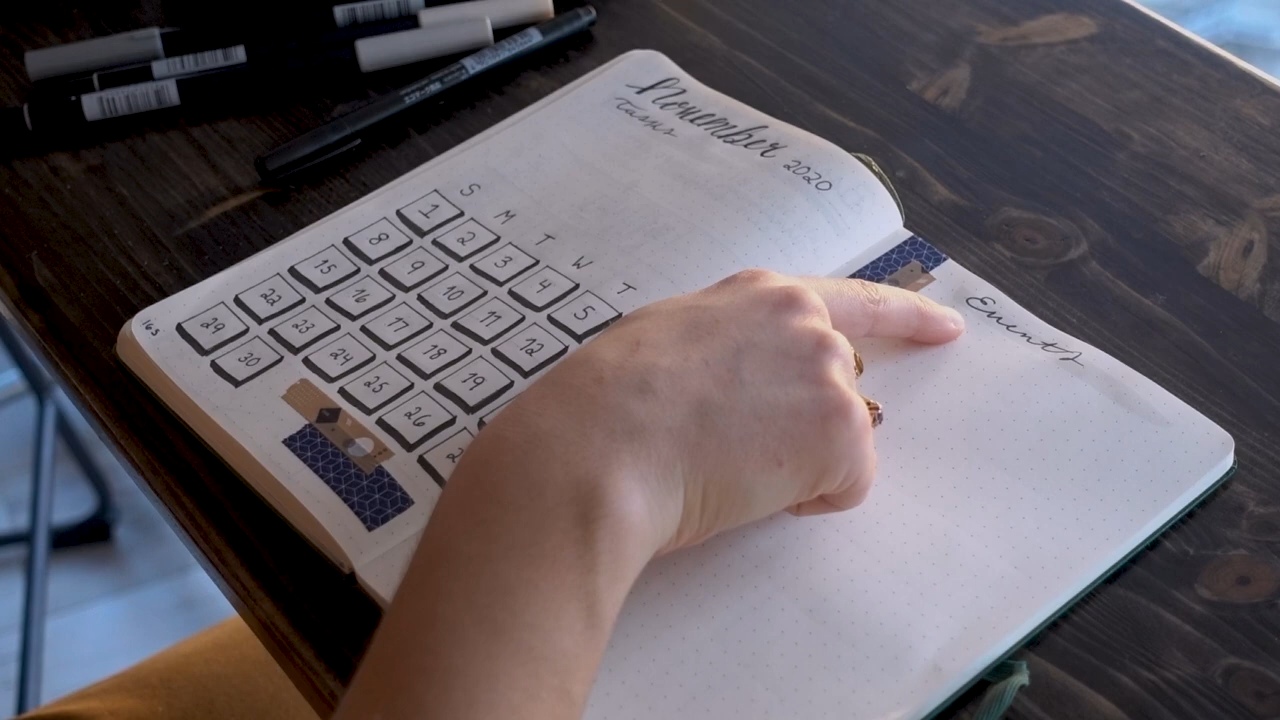 November 2020
Tasks
S M T W T
1 2 3 4 5
8 9 10 11 12
15 16 17 18 19
22 23 24 25 26
29 30
165
Events